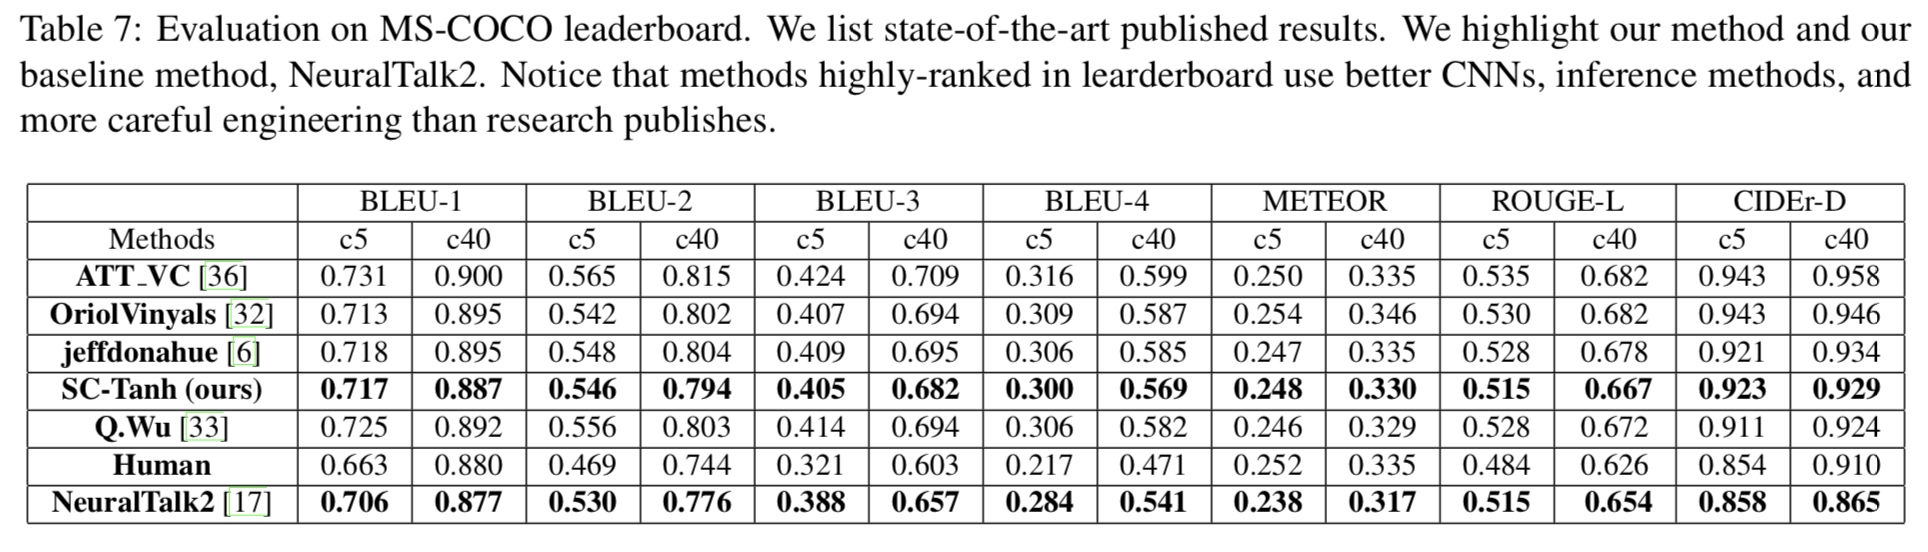 Table 7: Evaluation on MS-COCO leaderboard. We list state-of-the-art published results. We highlight our method and our
baseline method, NeuralTalk2. Notice that methods highly-ranked in learderboard use better CNNs, inference methods, and
more careful engineering than research publishes.
BLEU-1 BLEU-2 BLEU-3 BLEU-4 METEOR ROUGE-L CIDEr-D
Methods c5 c40 c5 c40 c5 c40 c5 c40 c5 c40 c5 c40 c5 c40
ATT_VC [36] 0.731 0.900 0.565 0.815 0.424 0.709 0.316 0.599 0.250 0.335 0.535 0.682 0.943 0.958
OriolVinyals [32] 0.713 0.895 0.542 0.802 0.407 0.694 0.309 0.587 0.254 0.346 0.530 0.682 0.943 0.946
jeffdonahue [6] 0.718 0.895 0.548 0.804 0.409 0.695 0.306 0.585 0.247 0.335 0.528 0.678 0.921 0.934
SC-Tanh (ours) 0.717 0.887 0.546 0.794 0.405 0.682 0.300 0.569 0.248 0.330 0.515 0.667 0.923 0.929
Q.Wu [33] 0.725 0.892 0.556 0.803 0.414 0.694 0.306 0.582 0.246 0.329 0.528 0.672 0.911 0.924
Human 0.663 0.880 0.469 0.744 0.321 0.603 0.217 0.471 0.252 0.335 0.484 0.626 0.854 0.910
NeuralTalk2 [17] 0.706 0.877 0.530 0.776 0.388 0.657 0.284 0.541 0.238 0.317 0.515 0.654 0.858 0.865